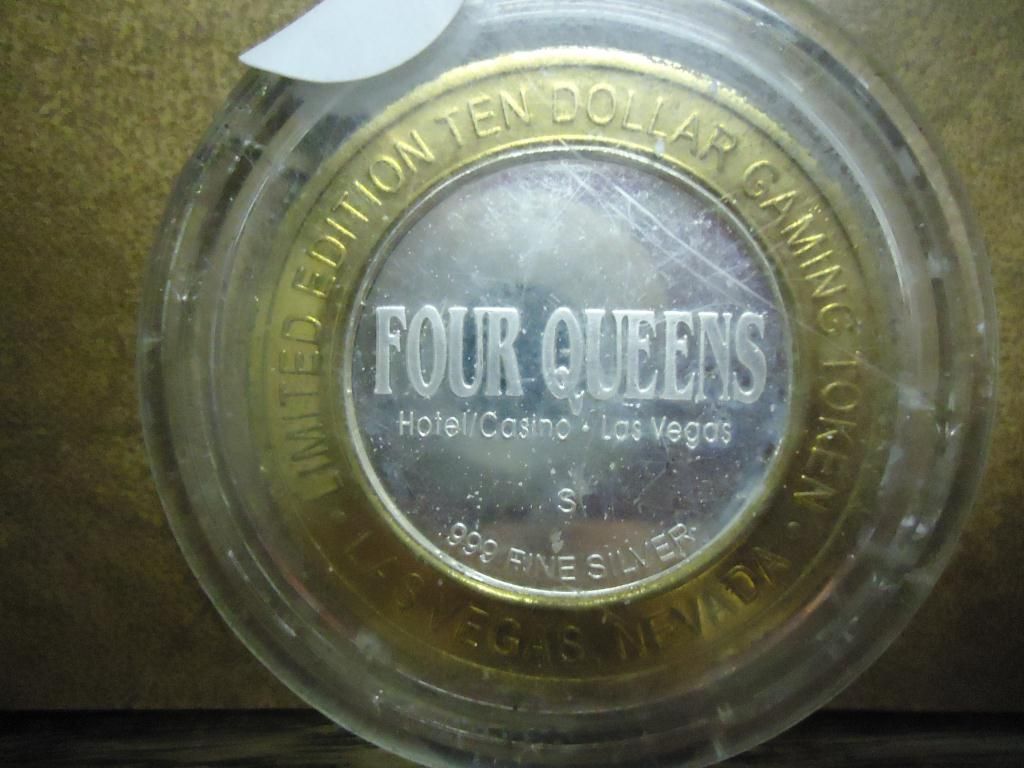 LIMITED EDITION TEN DOLLAR GAMING TOKEN
FOUR QUEENS
Hotel/Casino · Las Vegas
S
.999 FINE SILVER
· LAS VEGAS, NEVADA ·